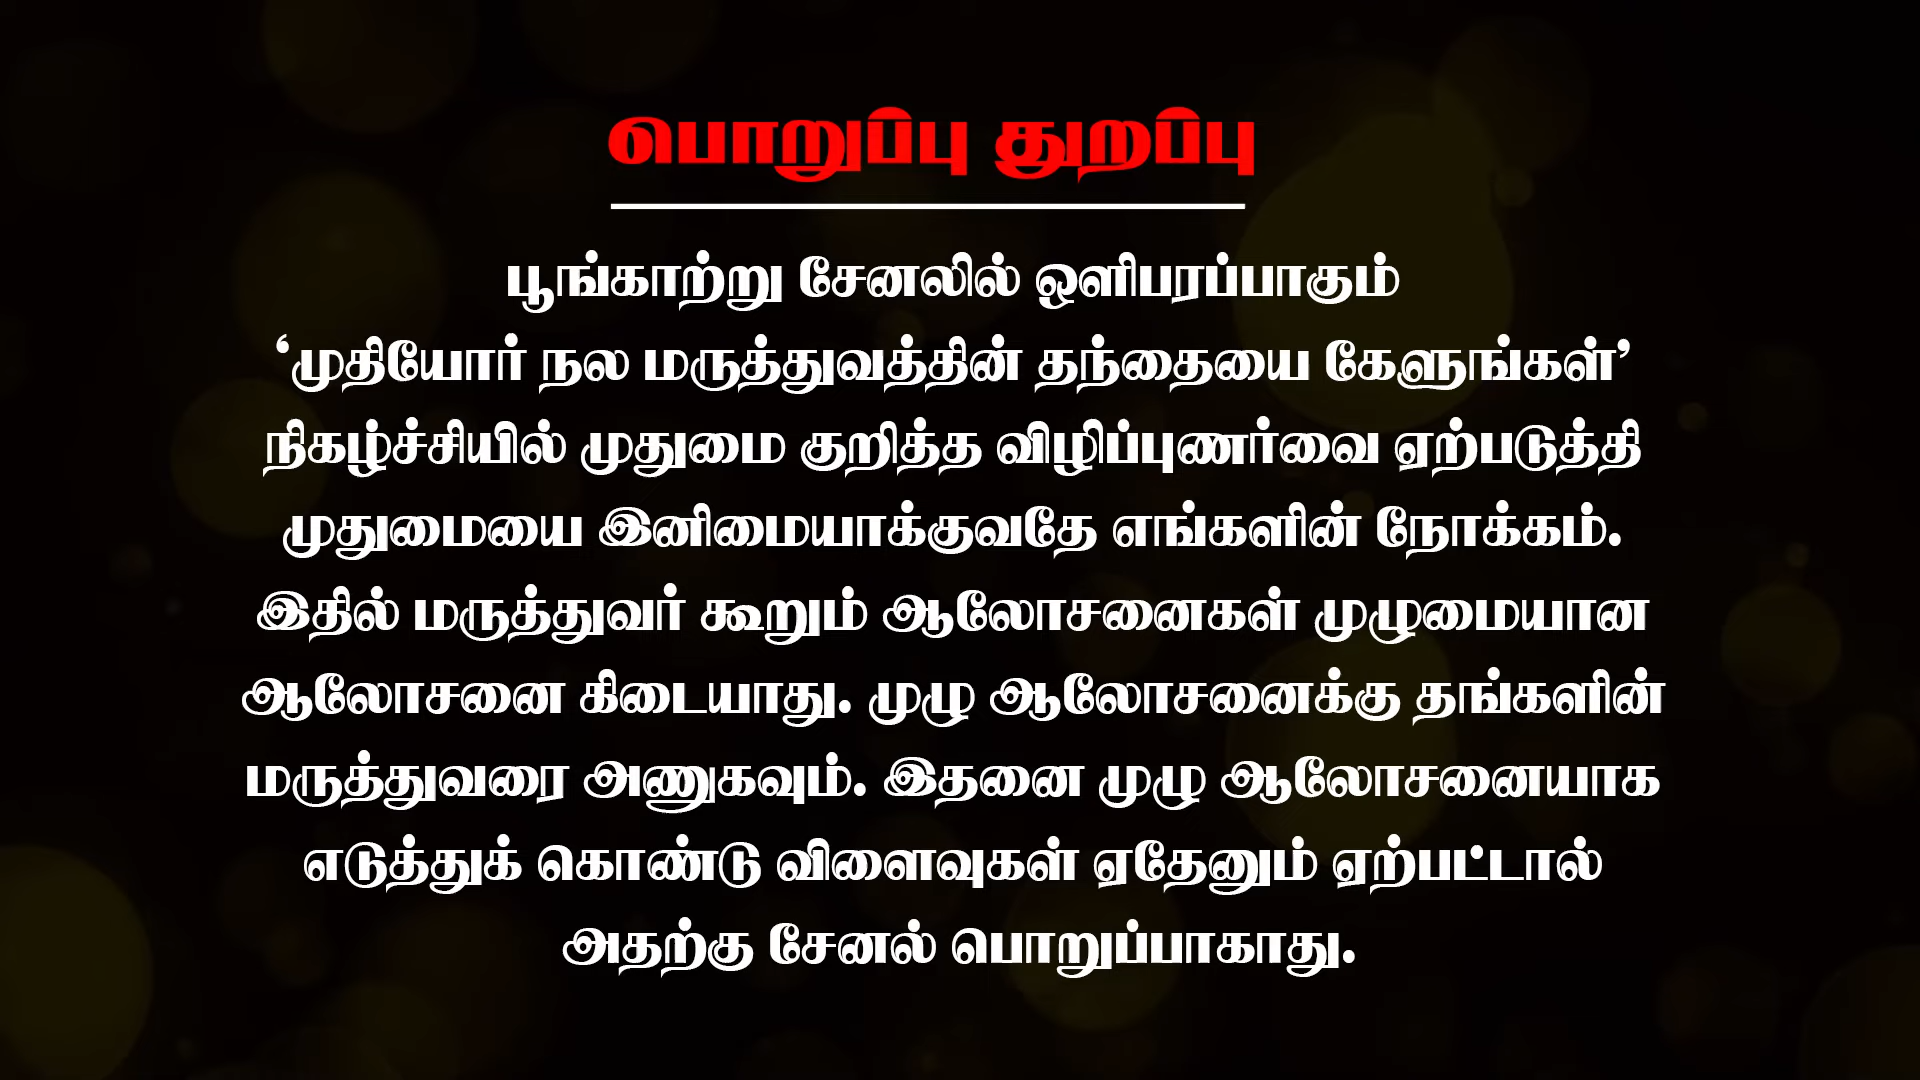 பொறுப்பு துறப்பு
பூங்காற்று சேனலில் ஒளிபரப்பாகும்
‘முதியோர் நல மருத்துவத்தின் தந்தையை கேளுங்கள்’
நிகழ்ச்சியில் முதுமை குறித்த விழிப்புணர்வை ஏற்படுத்தி
முதுமையை இனிமையாக்குவதே எங்களின் நோக்கம்.
இதில் மருத்துவர் கூறும் ஆலோசனைகள் முழுமையான
ஆலோசனை கிடையாது. முழு ஆலோசனைக்கு தங்களின்
மருத்துவரை அணுகவும். இதனை முழு ஆலோசனையாக
எடுத்துக் கொண்டு விளைவுகள் ஏதேனும் ஏற்பட்டால்
அதற்கு சேனல் பொறுப்பாகாது.